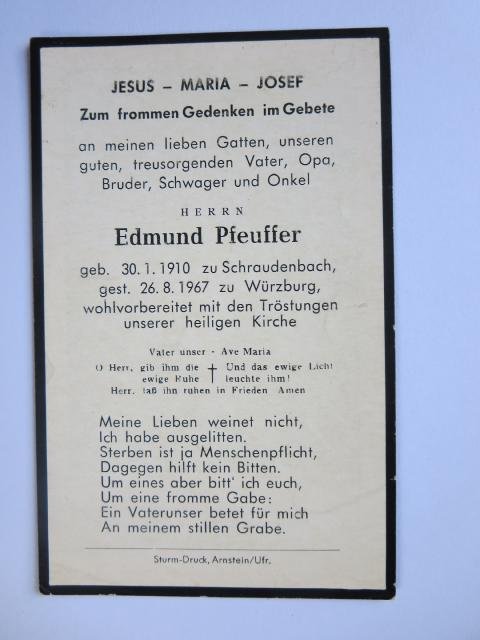 JESUS – MARIA – JOSEF
Zum frommen Gedenken im Gebete
an meinen lieben Gatten, unseren
guten, treusorgenden Vater, Opa,
Bruder, Schwager und Onkel
HERRN
Edmund Pfeuffer
geb. 30.1.1910 zu Schraudenbach,
gest. 26.8.1967 zu Würzburg,
wohlvorbereitet mit den Tröstungen
unserer heiligen Kirche
Vater unser - Ave Maria
O Herr, gib ihm die † Und das ewige Licht
ewige Ruhe leuchte ihm!
Herr, laß ihn ruhen in Frieden Amen
Meine Lieben weinet nicht,
Ich habe ausgelitten.
Sterben ist ja Menschenpflicht,
Dagegen hilft kein Bitten.
Um eines aber bitt' ich euch,
Um eine fromme Gabe:
Ein Vaterunser betet für mich
An meinem stillen Grabe.
Sturm-Druck, Arnstein/Ufr.